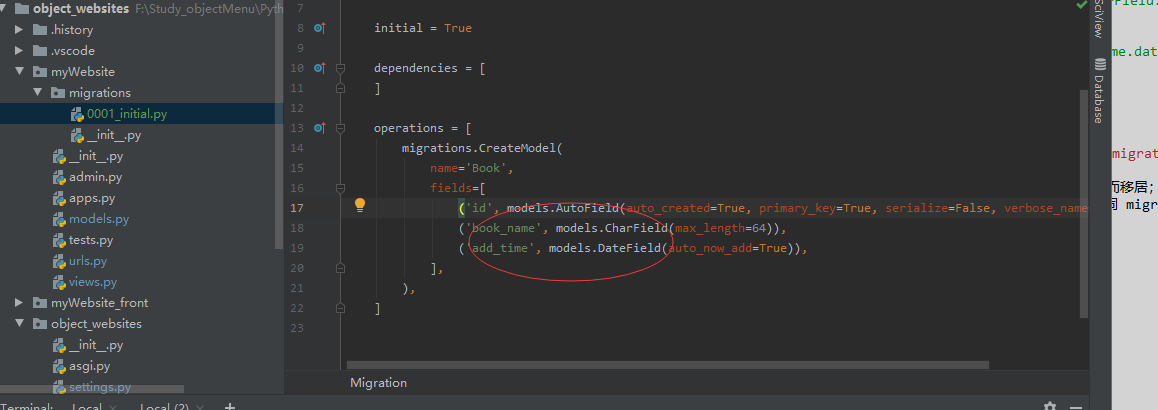 object_websites F:\Study_objectMenu\Pyth
.history
.vscode
myWebsite
migrations
0001_initial.py
__init__.py
__init__.py
admin.py
apps.py
models.py
tests.py
urls.py
views.py
myWebsite_front
object_websites
__init__.py
asgi.py
settings.py
Terminal: Local × Local (2) × +
7
8 initial = True
9
10 dependencies = [
11 ]
12
13 operations = [
14 migrations.CreateModel(
15 name='Book',
16 fields=[
17 ('id', models.AutoField(auto_created=True, primary_key=True, serialize=False, verbose_name
18 ('book_name', models.CharField(max_length=64)),
19 ('add_time', models.DateField(auto_now_add=True)),
20 ],
21 ),
22 ]
23
Migration
SciView
Database
rField.
me.dat
migrat
而移居;
migr